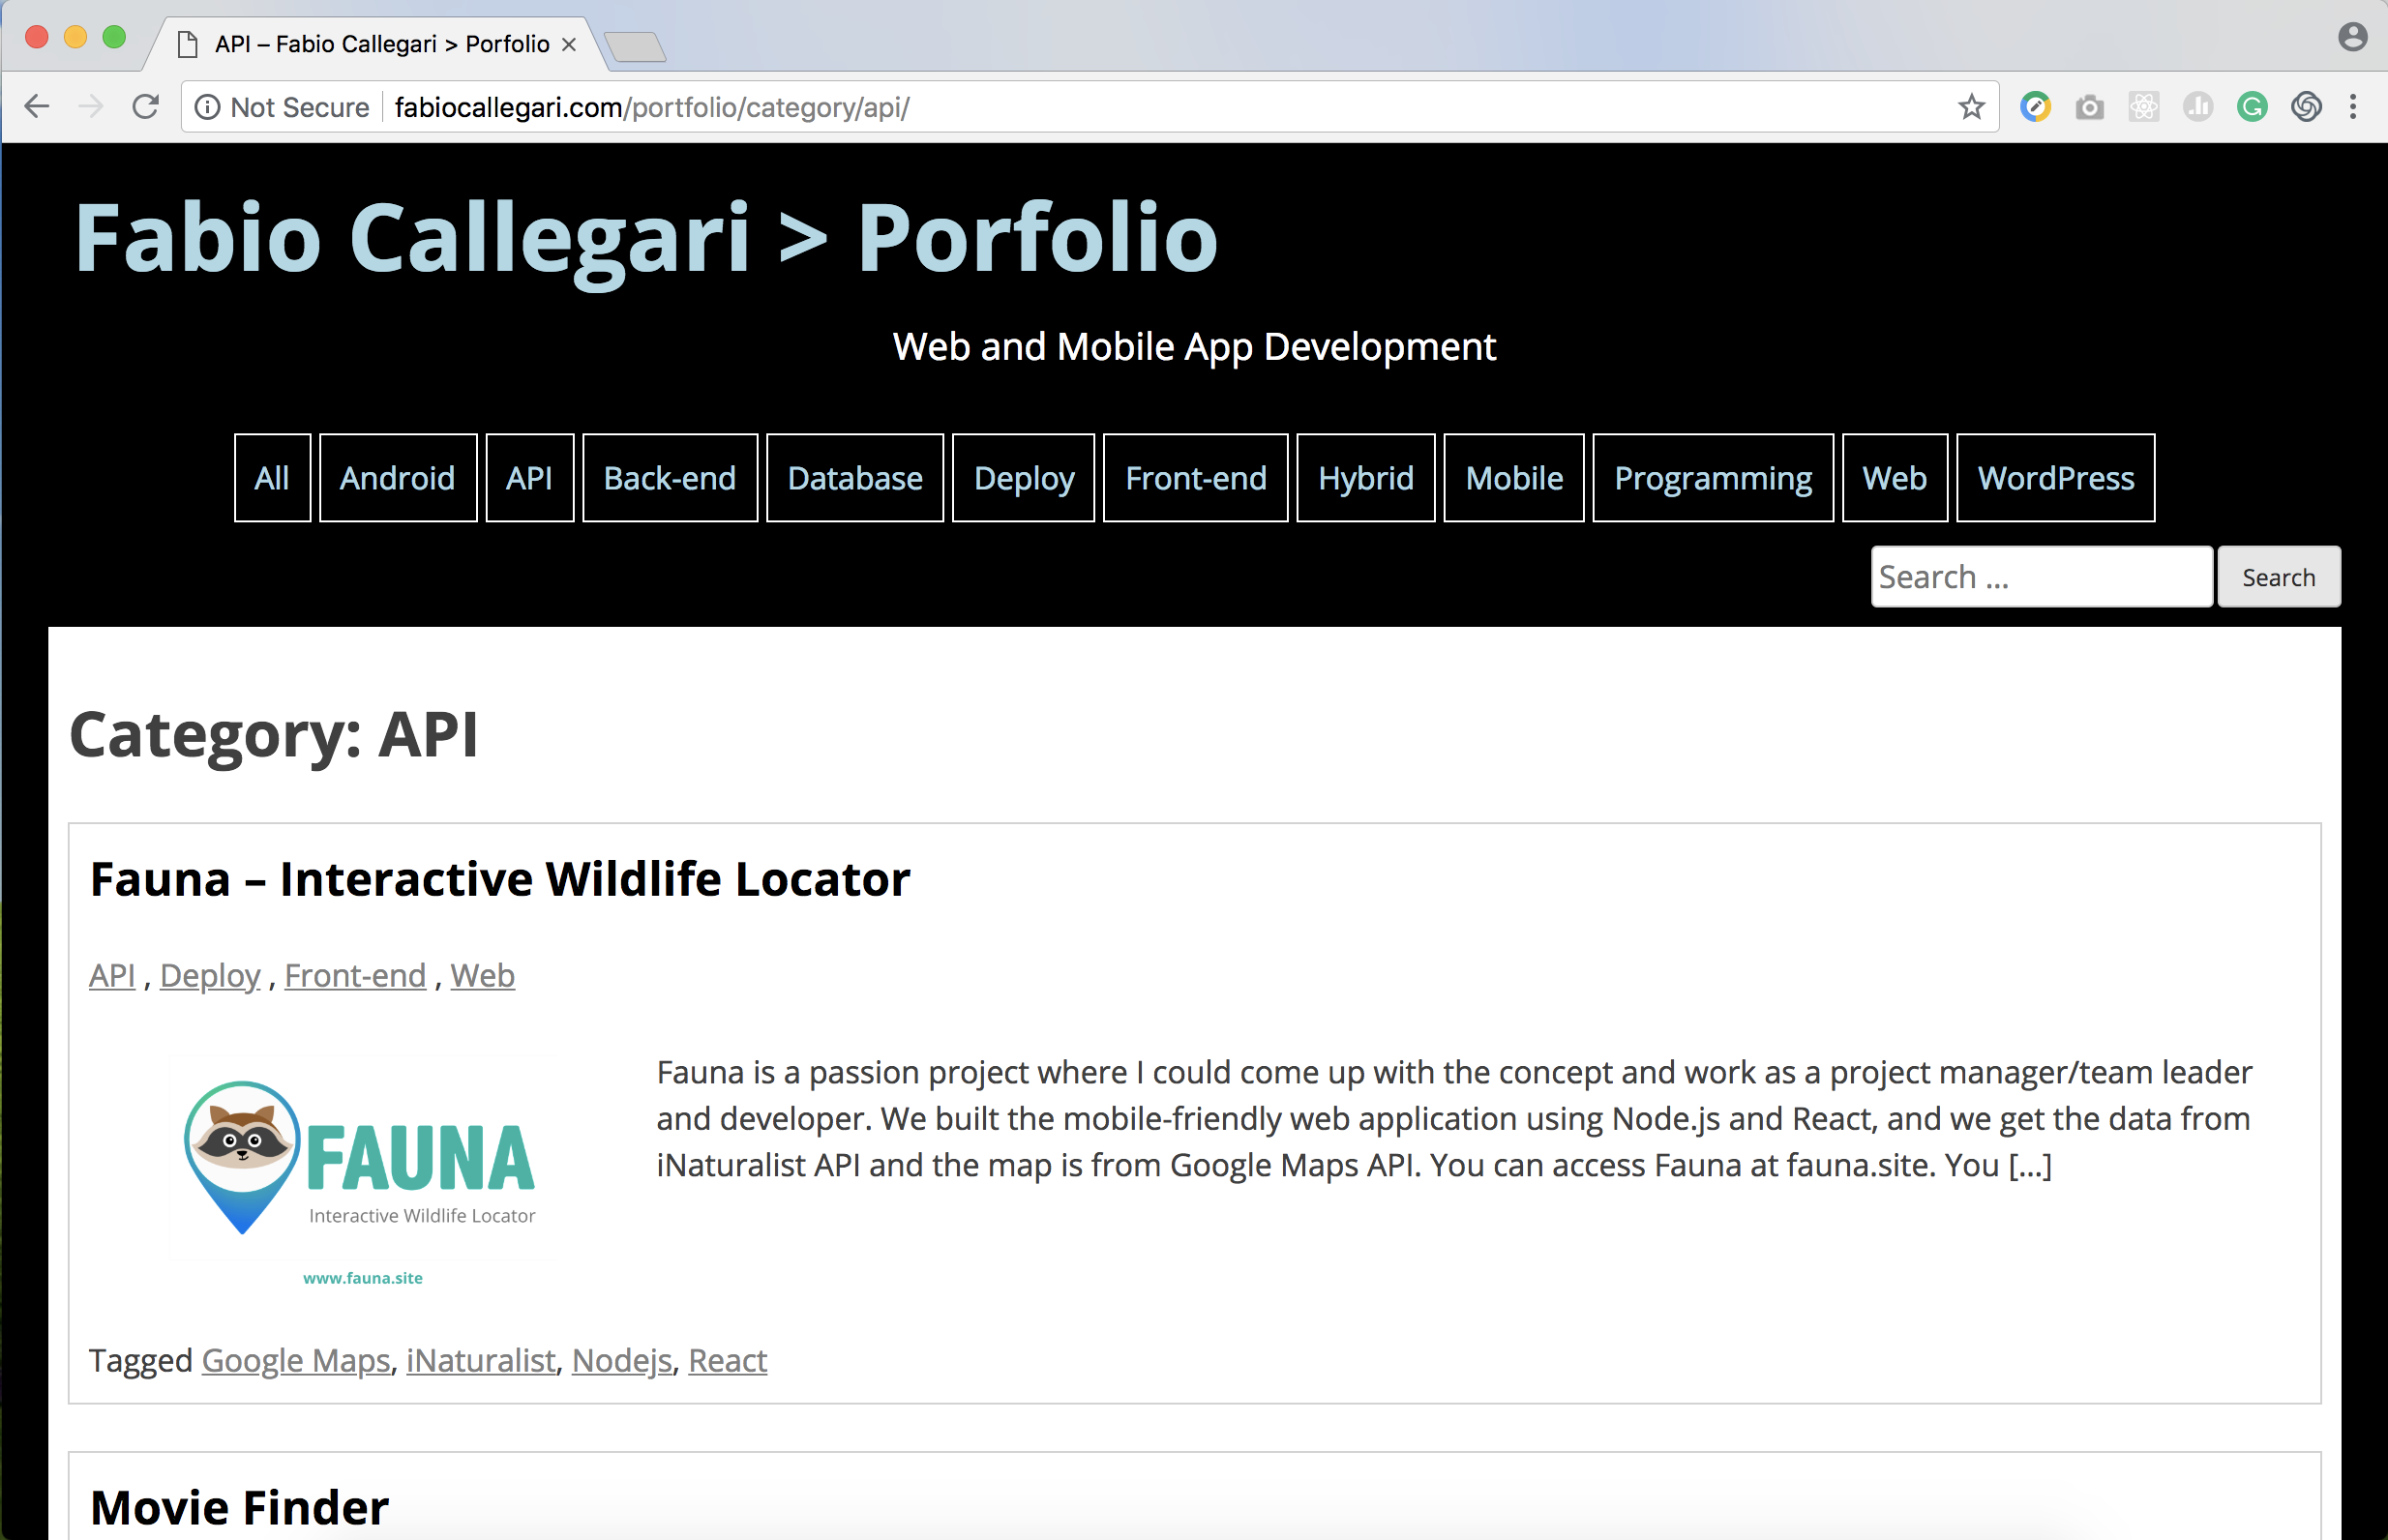 API – Fabio Callegari > Porfolio
Not Secure fabiocallegari.com/portfolio/category/api/
Fabio Callegari > Porfolio
Web and Mobile App Development
All Android API Back-end Database Deploy Front-end Hybrid Mobile Programming Web WordPress
Search ... Search
Category: API
Fauna – Interactive Wildlife Locator
API , Deploy , Front-end , Web
Fauna is a passion project where I could come up with the concept and work as a project manager/team leader
and developer. We built the mobile-friendly web application using Node.js and React, and we get the data from
iNaturalist API and the map is from Google Maps API. You can access Fauna at fauna.site. You [...]
FAUNA
Interactive Wildlife Locator
www.fauna.site
Tagged Google Maps, iNaturalist, Nodejs, React
Movie Finder